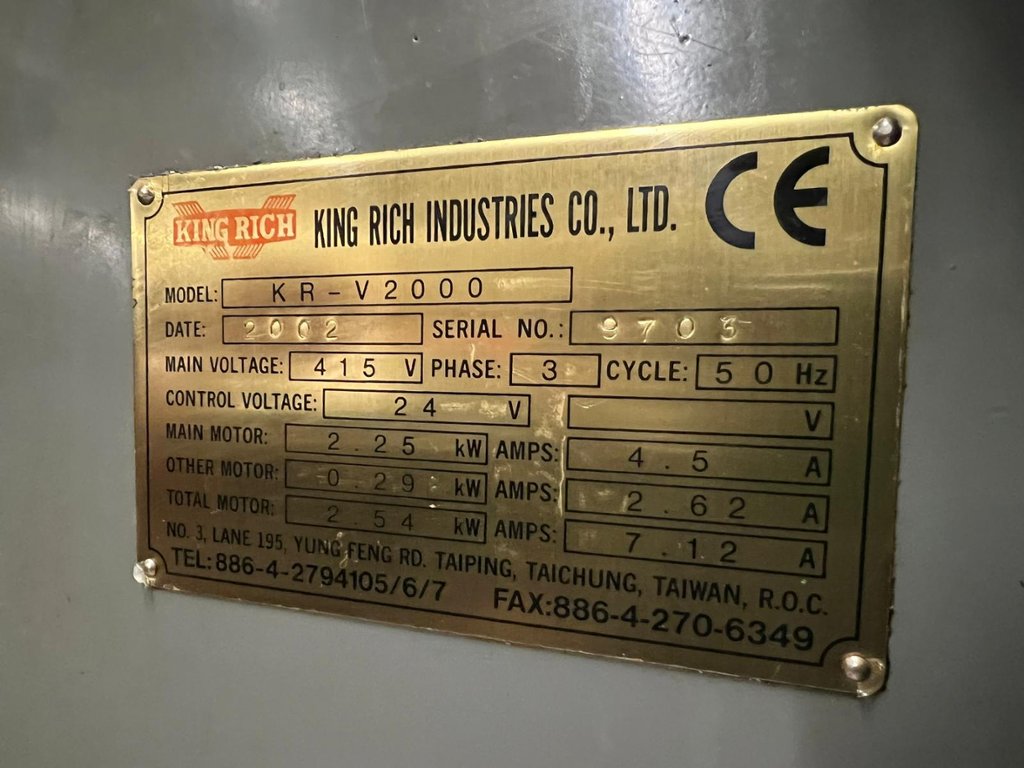 KING RICH KING RICH INDUSTRIES CO., LTD. CE
MODEL: KR-V2000
DATE: 2002 SERIAL NO.: 9703
MAIN VOLTAGE: 415 V PHASE: 3 CYCLE: 50 Hz
CONTROL VOLTAGE: 24 V V
MAIN MOTOR: 2.25 kW AMPS: 4.5 A
OTHER MOTOR: 0.29 kW AMPS: 2.62 A
TOTAL MOTOR: 2.54 kW AMPS: 7.12 A
NO. 3, LANE 195, YUNG FENG RD. TAIPING, TAICHUNG, TAIWAN, R.O.C.
TEL:886-4-2794105/6/7 FAX:886-4-270-6349